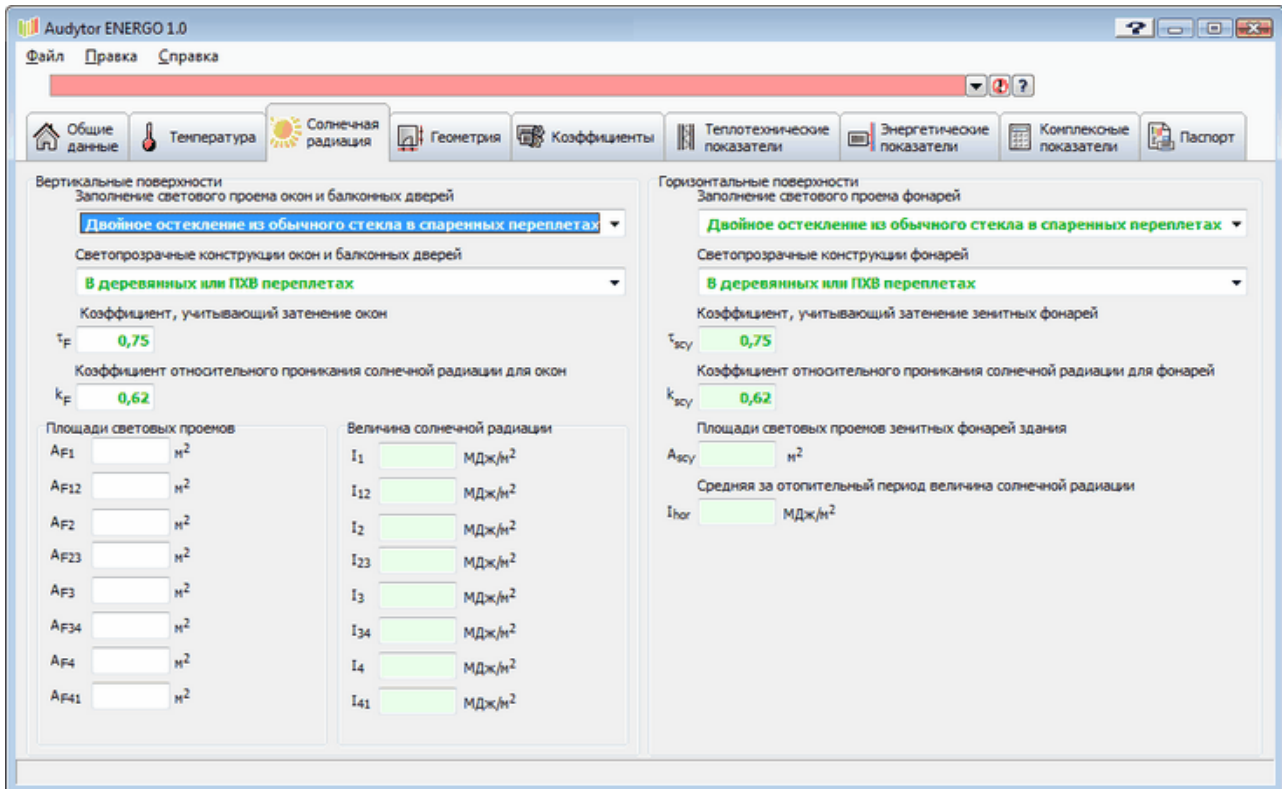 Audytor ENERGO 1.0
Файл Правка Справка
Общие данные
Температура
Солнечная радиация
Геометрия
Коэффициенты
Теплотехнические показатели
Энергетические показатели
Комплексные показатели
Паспорт
Вертикальные поверхности
Заполнение светового проема окон и балконных дверей
Двойное остекление из обычного стекла в спаренных переплетах
Светопрозрачные конструкции окон и балконных дверей
В деревянных или ПХВ переплетах
Коэффициент, учитывающий затенение окон
τF 0,75
Коэффициент относительного проникания солнечной радиации для окон
kF 0,62
Площади световых проемов
AF1 м²
AF12 м²
AF2 м²
AF23 м²
AF3 м²
AF34 м²
AF4 м²
AF41 м²
Величина солнечной радиации
I1 МДж/м²
I12 МДж/м²
I2 МДж/м²
I23 МДж/м²
I3 МДж/м²
I34 МДж/м²
I4 МДж/м²
I41 МДж/м²
Горизонтальные поверхности
Заполнение светового проема фонарей
Двойное остекление из обычного стекла в спаренных переплетах
Светопрозрачные конструкции фонарей
В деревянных или ПХВ переплетах
Коэффициент, учитывающий затенение зенитных фонарей
τscy 0,75
Коэффициент относительного проникания солнечной радиации для фонарей
kscy 0,62
Площади световых проемов зенитных фонарей здания
Ascy м²
Средняя за отопительный период величина солнечной радиации
Ihor МДж/м²